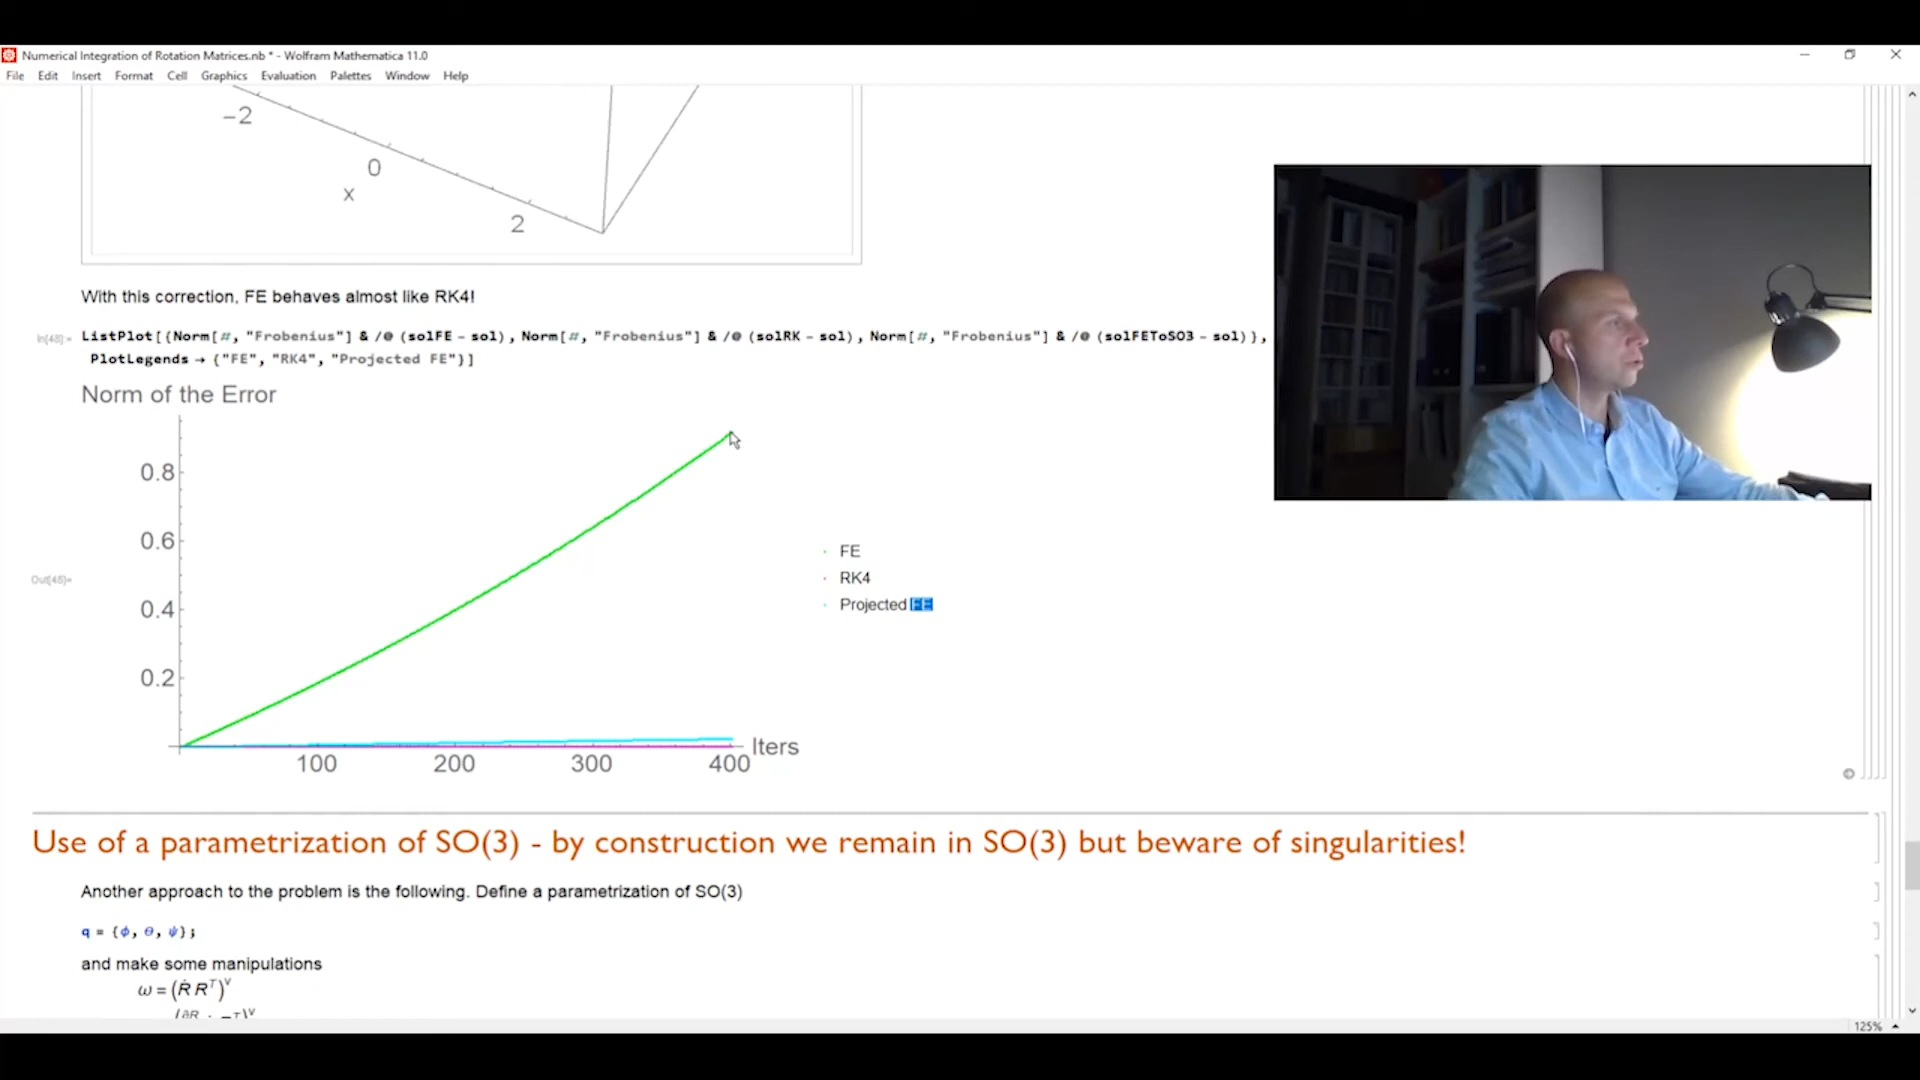 Numerical Integration of Rotation Matrices.nb * - Wolfram Mathematica 11.0
File Edit Insert Format Cell Graphics Evaluation Palettes Window Help
−2
0
x
2
With this correction, FE behaves almost like RK4!
In[48]:= ListPlot[{Norm[#, "Frobenius"] & /@ (solFE - sol), Norm[#, "Frobenius"] & /@ (solRK - sol), Norm[#, "Frobenius"] & /@ (solFEToSO3 - sol)},
PlotLegends → {"FE", "RK4", "Projected FE"}]
Norm of the Error
0.8
0.6
0.4
0.2
FE
RK4
Projected FE
Out[48]=
Iters
100 200 300 400
Use of a parametrization of SO(3) - by construction we remain in SO(3) but beware of singularities!
Another approach to the problem is the following. Define a parametrization of SO(3)
q = {ϕ, θ, ψ};
and make some manipulations
ω = (Ṙ Rᵀ)ⱽ
125%